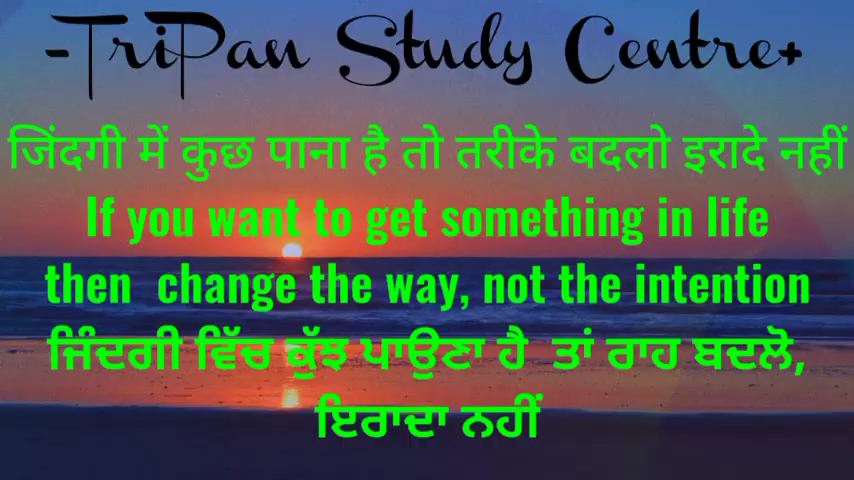 -TriPan Study Centre+
जिंदगी में कुछ पाना है तो तरीके बदलो इरादे नहीं
If you want to get something in life
then change the way, not the intention
ਜਿੰਦਗੀ ਵਿੱਚ ਕੁੱਝ ਪਾਉਣਾ ਹੈ ਤਾਂ ਰਾਹ ਬਦਲੋ,
ਇਰਾਦਾ ਨਹੀਂ